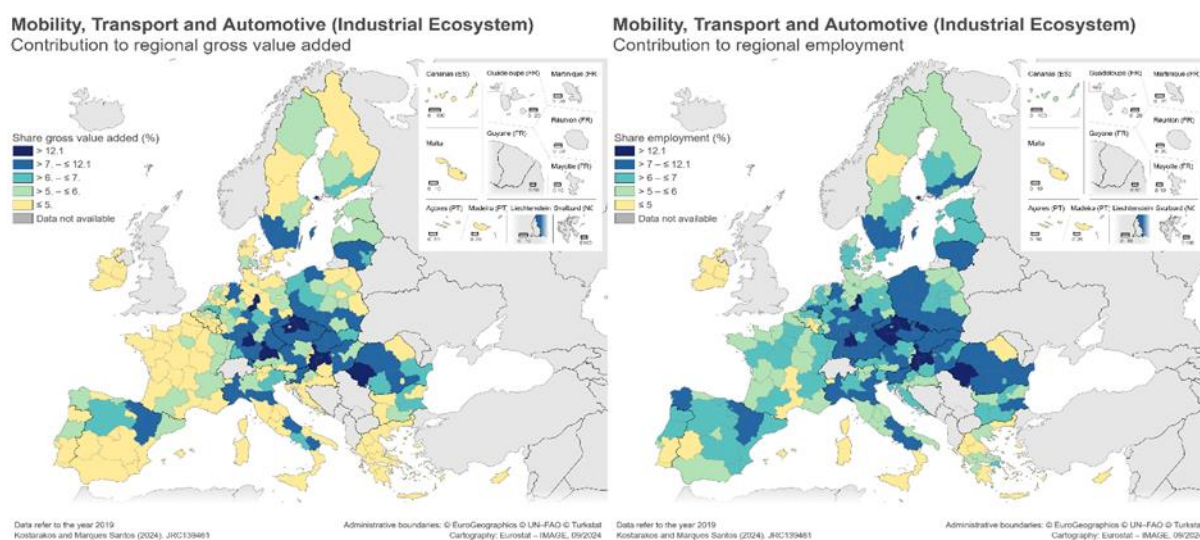 Mobility, Transport and Automotive (Industrial Ecosystem)
Contribution to regional gross value added
Canarias (ES)
Guadeloupe (FR)
Martinique (FR
Réunion (FR)
Guyane (FR)
Malta
Mayotte (FR)
Açores (PT)
Madeira (PT)
Liechtenstein
Svalbard (NO
Share gross value added (%)
> 12.1
> 7. – ≤ 12.1
> 6. – ≤ 7.
> 5. – ≤ 6.
≤ 5.
Data not available
Data refer to the year 2019
Kostarakos and Marques Santos (2024), JRC139461
Administrative boundaries: © EuroGeographics © UN–FAO © Turkstat
Cartography: Eurostat – IMAGE, 09/2024
Mobility, Transport and Automotive (Industrial Ecosystem)
Contribution to regional employment
Canarias (ES)
Guadeloupe (FR)
Martinique (FR
Réunion (FR)
Guyane (FR)
Malta
Mayotte (FR)
Açores (PT)
Madeira (PT)
Liechtenstein
Svalbard (NO
Share employment (%)
> 12.1
> 7 – ≤ 12.1
> 6 – ≤ 7
> 5 – ≤ 6
≤ 5
Data not available
Data refer to the year 2019
Kostarakos and Marques Santos (2024), JRC139461
Administrative boundaries: © EuroGeographics © UN–FAO © Turkstat
Cartography: Eurostat – IMAGE,